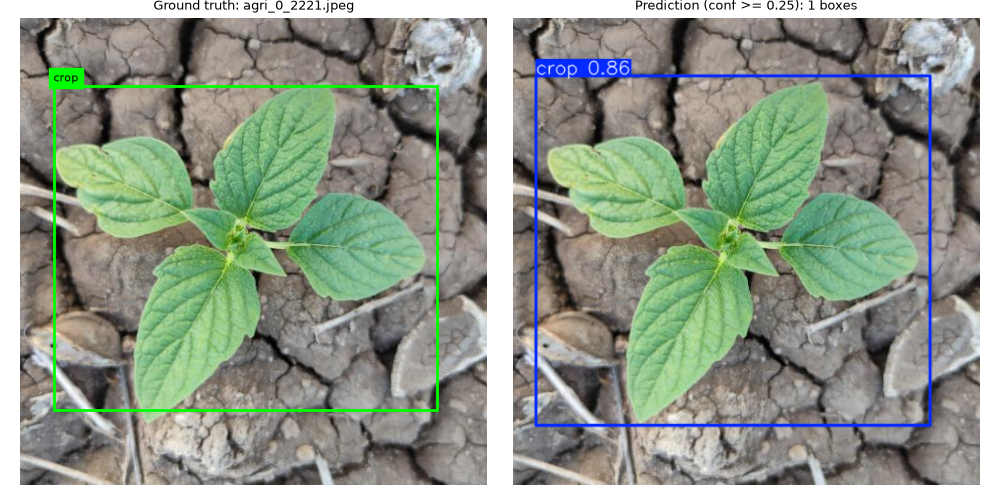 Ground truth: agri_0_2221.jpeg
Prediction (conf >= 0.25): 1 boxes
crop
crop 0.86